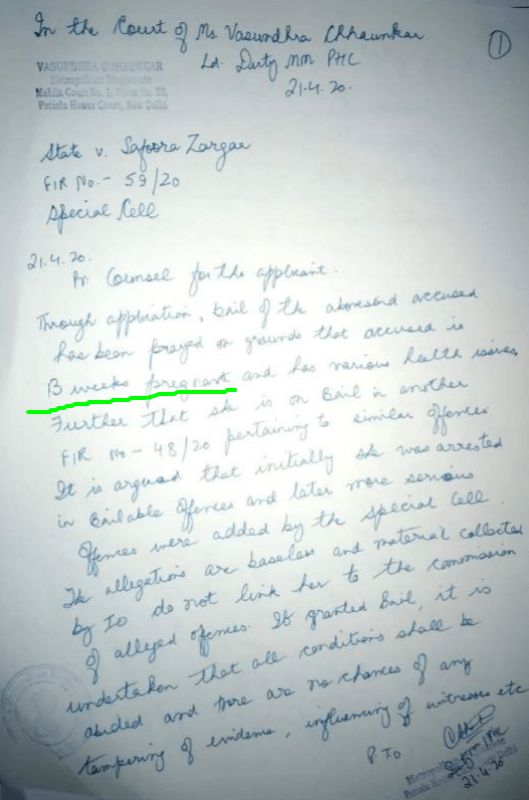 In the Court of Ms. Vasundhra Chhaunkar
①
Ld. Duty MM PHC
21.4.20.
VASUNDHRA CHHAUNKAR
Metropolitan Magistrate
Mahila Court No. 1, Room No. 30,
Patiala House Court, New Delhi
State v. Safoora Zargar
FIR No. - 59/20
Special Cell
21.4.20.
Pr: Counsel for the applicant.
Through application, bail of the aforesaid accused
has been prayed on grounds that accused is
13 weeks pregnant and has various health issues,
Further that she is on Bail in another
FIR no - 48/20 pertaining to similar offences.
It is argued that initially she was arrested
in Bailable offences and later more serious
offences were added by the Special Cell.
The allegations are baseless and material collected
by IO do not link her to the commission
of alleged offences. If granted Bail, it is
undertaken that all conditions shall be
abided and there are no chances of any
tampering of evidence, influencing of witnesses etc
P.TO
Duty MM/PHC
Metropolitan Magistrate
21.4.20